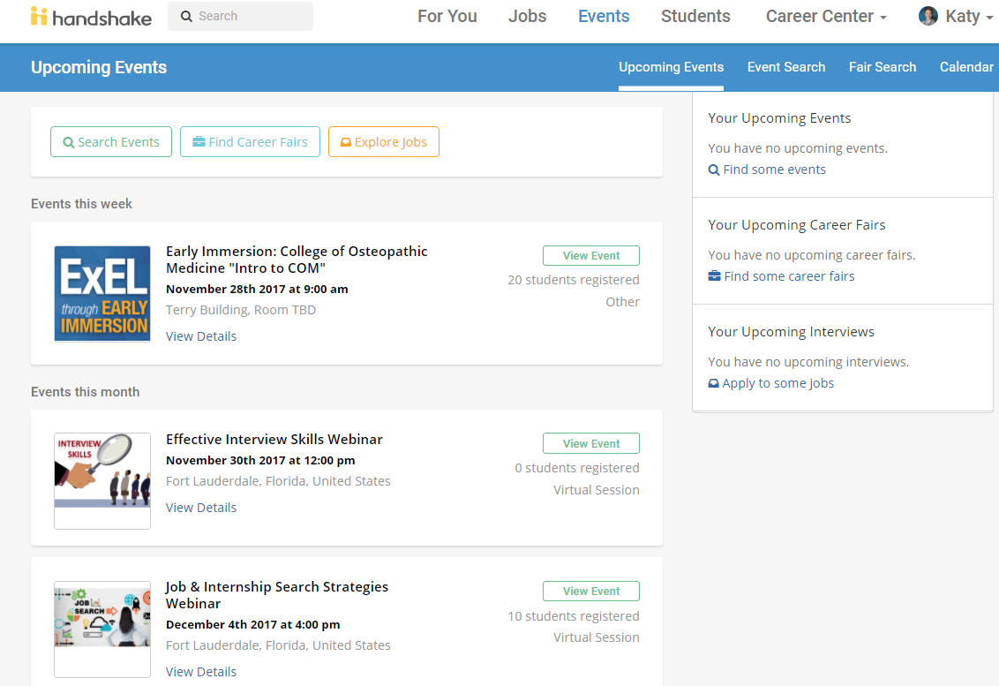 handshake
Search
For You
Jobs
Events
Students
Career Center
Katy
Upcoming Events
Upcoming Events
Event Search
Fair Search
Calendar
Search Events
Find Career Fairs
Explore Jobs
Events this week
ExEL
through EARLY
IMMERSION
Early Immersion: College of Osteopathic
Medicine "Intro to COM"
November 28th 2017 at 9:00 am
Terry Building, Room TBD
View Details
View Event
20 students registered
Other
Events this month
INTERVIEW
SKILLS
Effective Interview Skills Webinar
November 30th 2017 at 12:00 pm
Fort Lauderdale, Florida, United States
View Details
View Event
0 students registered
Virtual Session
JOB
SEARCH
Job & Internship Search Strategies
Webinar
December 4th 2017 at 4:00 pm
Fort Lauderdale, Florida, United States
View Details
View Event
10 students registered
Virtual Session
Your Upcoming Events
You have no upcoming events.
Find some events
Your Upcoming Career Fairs
You have no upcoming career fairs.
Find some career fairs
Your Upcoming Interviews
You have no upcoming interviews.
Apply to some jobs